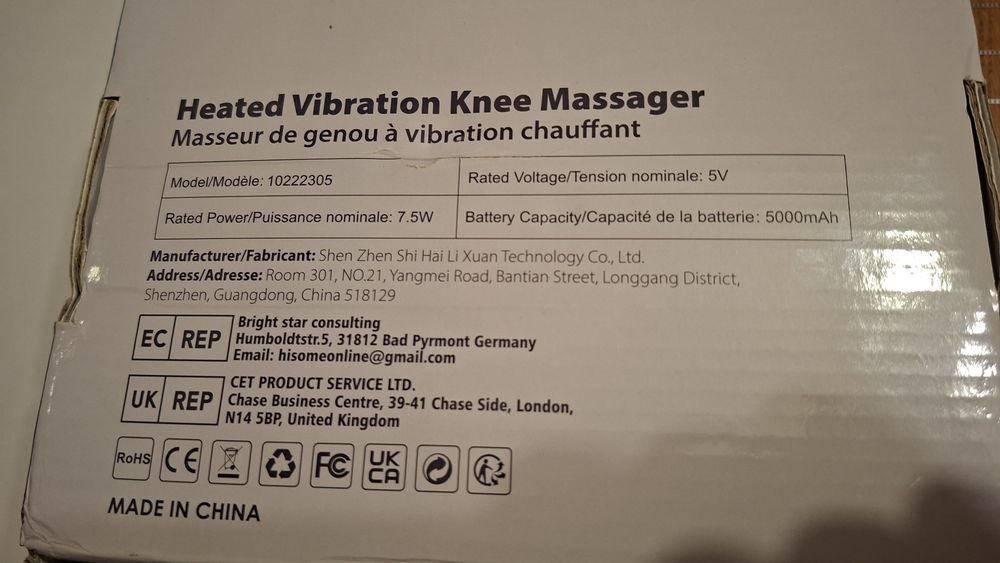 Heated Vibration Knee Massager
Masseur de genou à vibration chauffant
Model/Modèle: 10222305
Rated Voltage/Tension nominale: 5V
Rated Power/Puissance nominale: 7.5W
Battery Capacity/Capacité de la batterie: 5000mAh
Manufacturer/Fabricant: Shen Zhen Shi Hai Li Xuan Technology Co., Ltd.
Address/Adresse: Room 301, NO.21, Yangmei Road, Bantian Street, Longgang District,
Shenzhen, Guangdong, China 518129
EC REP
Bright star consulting
Humboldtstr.5, 31812 Bad Pyrmont Germany
Email: hisomeonline@gmail.com
UK REP
CET PRODUCT SERVICE LTD.
Chase Business Centre, 39-41 Chase Side, London,
N14 5BP, United Kingdom
RoHS CE FC UK CA
MADE IN CHINA